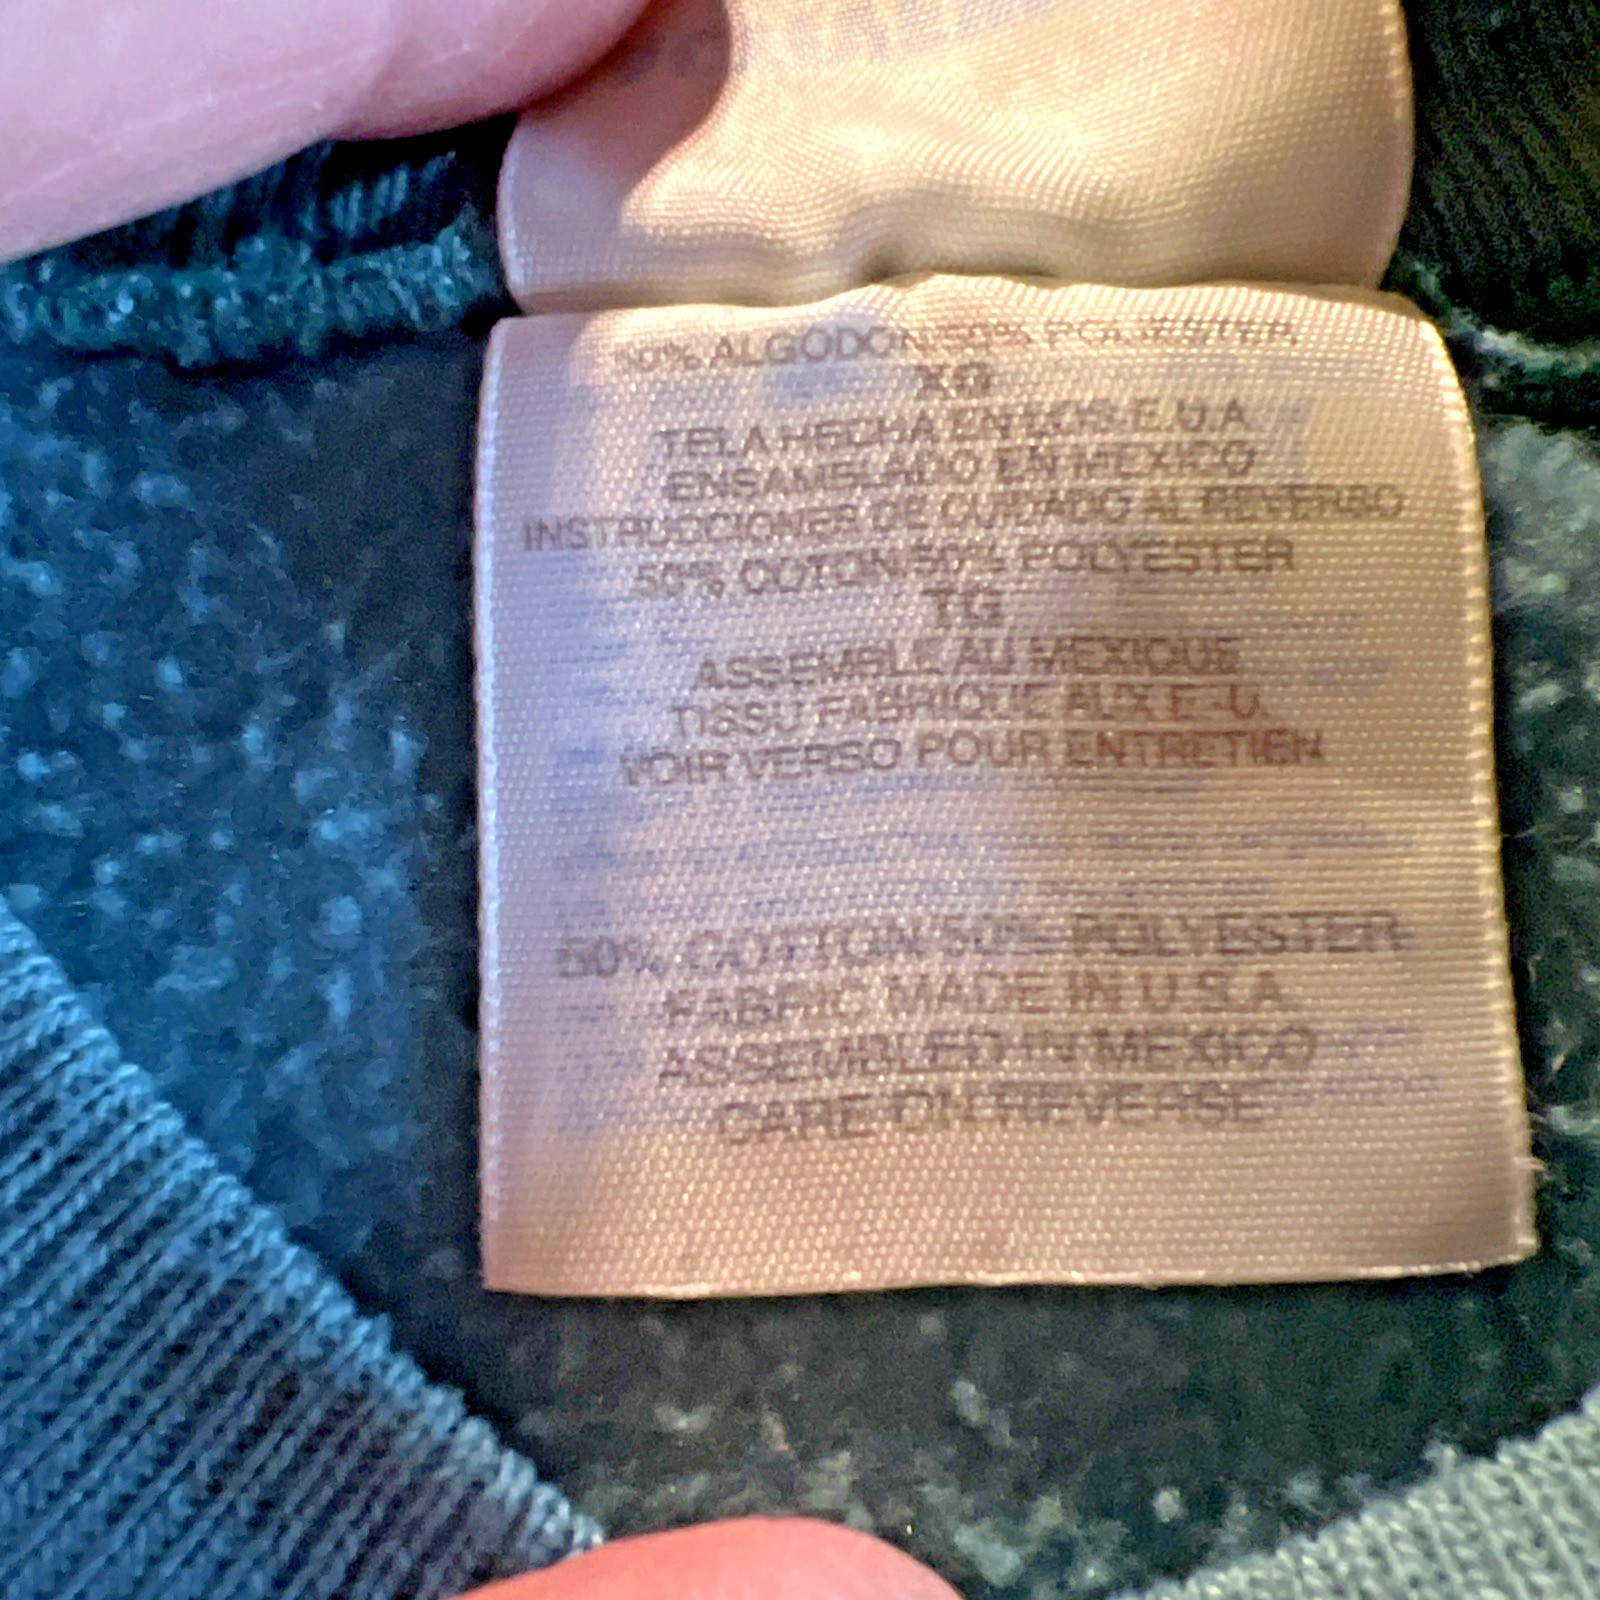 50% ALGODON/50% POLIESTER
XG
TELA HECHA EN LOS E.U.A
ENSAMBLADO EN MEXICO
INSTRUCCIONES DE CUIDADO AL REVERSO
50% COTON/50% POLYESTER
TG
ASSEMBLE AU MEXIQUE
TISSU FABRIQUE AUX E.-U.
VOIR VERSO POUR ENTRETIEN
50% COTTON 50% POLYESTER
FABRIC MADE IN U.S.A.
ASSEMBLED IN MEXICO
CARE ON REVERSE